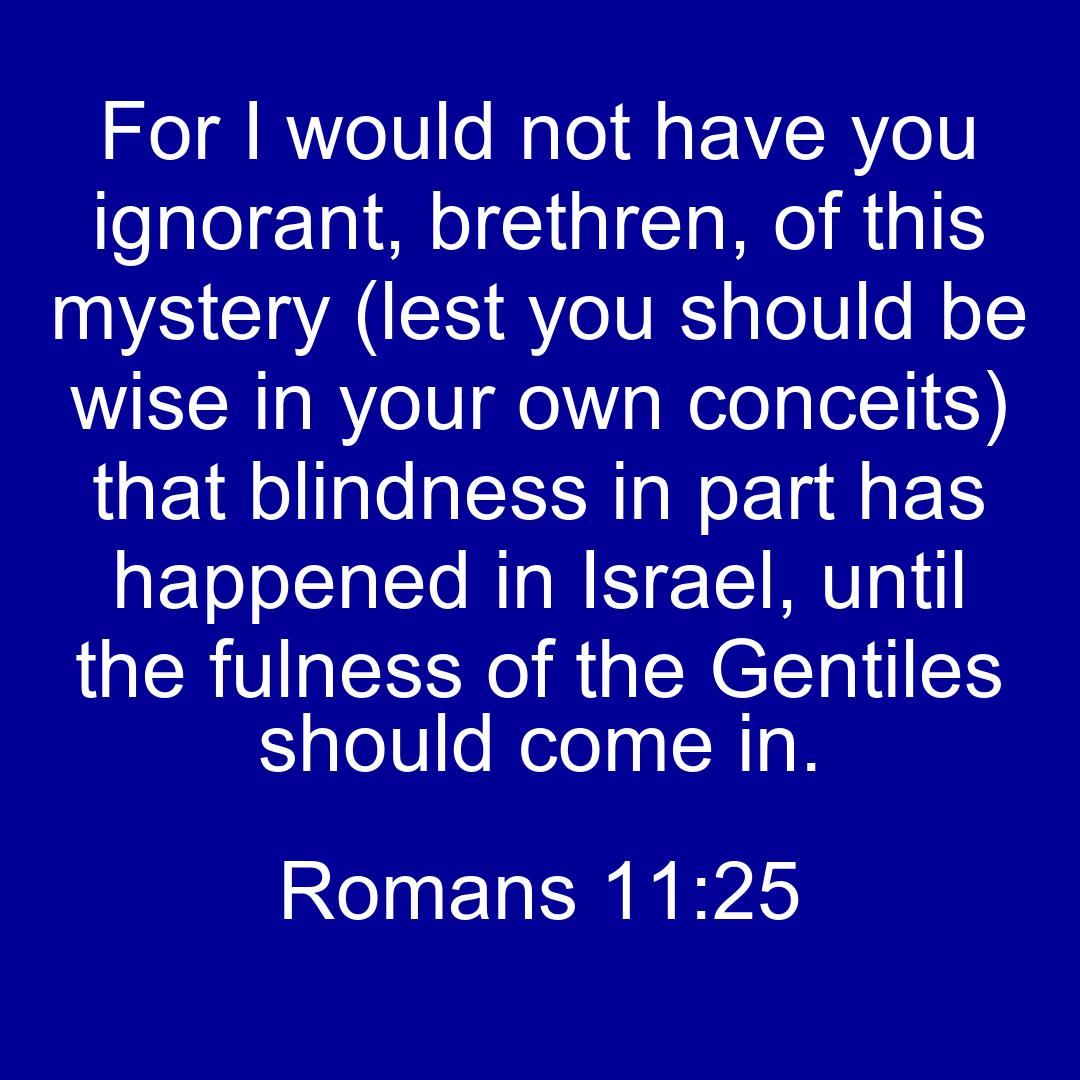 For I would not have you
ignorant, brethren, of this
mystery (lest you should be
wise in your own conceits)
that blindness in part has
happened in Israel, until
the fulness of the Gentiles
should come in.
Romans 11:25